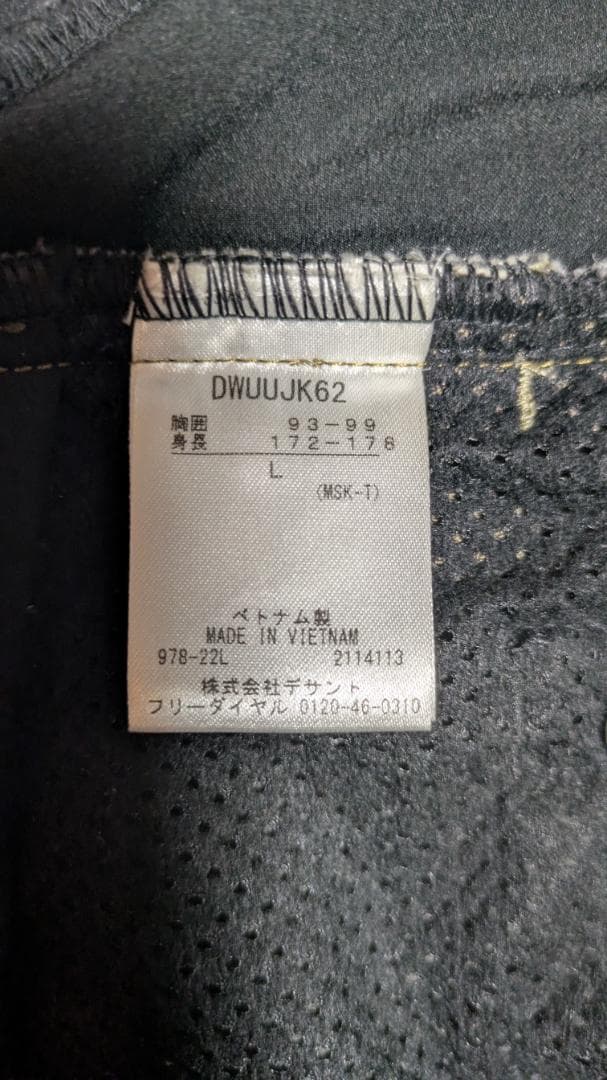 DWUUJK62
胸囲 93-99
身長 172-178
L
(MSK-T)
ベトナム製
MADE IN VIETNAM
978-22L 2114113
株式会社デサント
フリーダイヤル 0120-46-0310